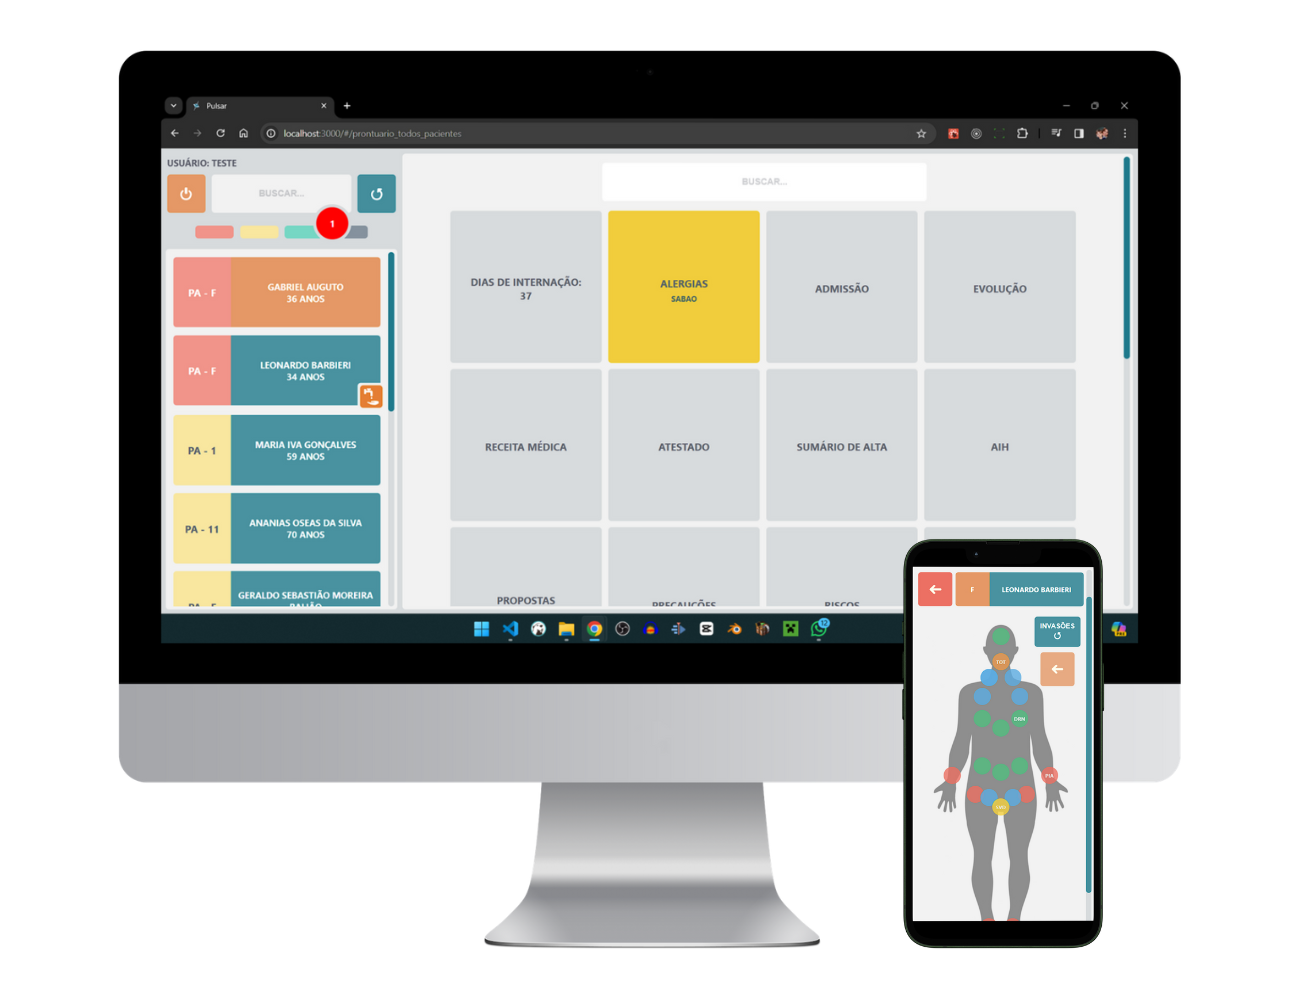 Pulsar
localhost:3000/#/prontuario_todos_pacientes
USUÁRIO: TESTE
BUSCAR...
1
PA - F
GABRIEL AUGUTO
36 ANOS
PA - F
LEONARDO BARBIERI
34 ANOS
PA - 1
MARIA IVA GONÇALVES
59 ANOS
PA - 11
ANANIAS OSEAS DA SILVA
70 ANOS
GERALDO SEBASTIÃO MOREIRA
BUSCAR...
DIAS DE INTERNAÇÃO:
37
ALERGIAS
SABAO
ADMISSÃO
EVOLUÇÃO
RECEITA MÉDICA
ATESTADO
SUMÁRIO DE ALTA
AIH
PROPOSTAS
PRECAUÇÕES
RISCOS
F
LEONARDO BARBIERI
INVASÕES
TOT
DRN
PIA